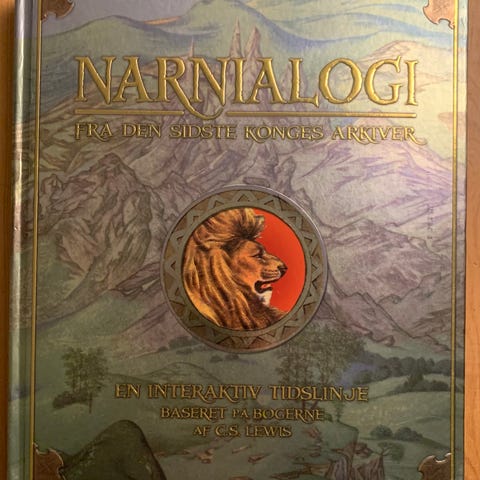 NARNIALOGI
FRA DEN SIDSTE KONGES ARKIVER
EN INTERAKTIV TIDSLINJE
BASERET PÅ BØGERNE
AF C.S. LEWIS